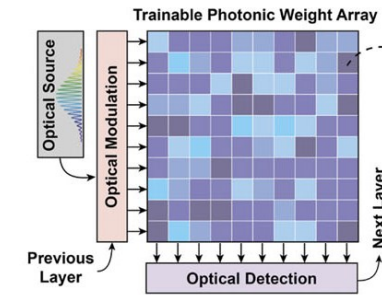 Trainable Photonic Weight Array
Optical Source
Optical Modulation
Previous
Layer
Optical Detection
Next Layer